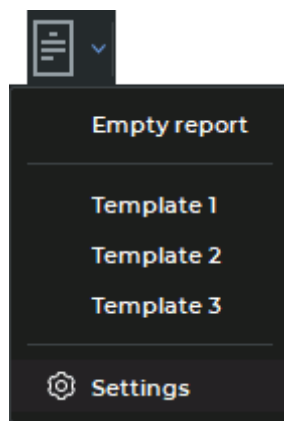 Empty report
Template 1
Template 2
Template 3
Settings